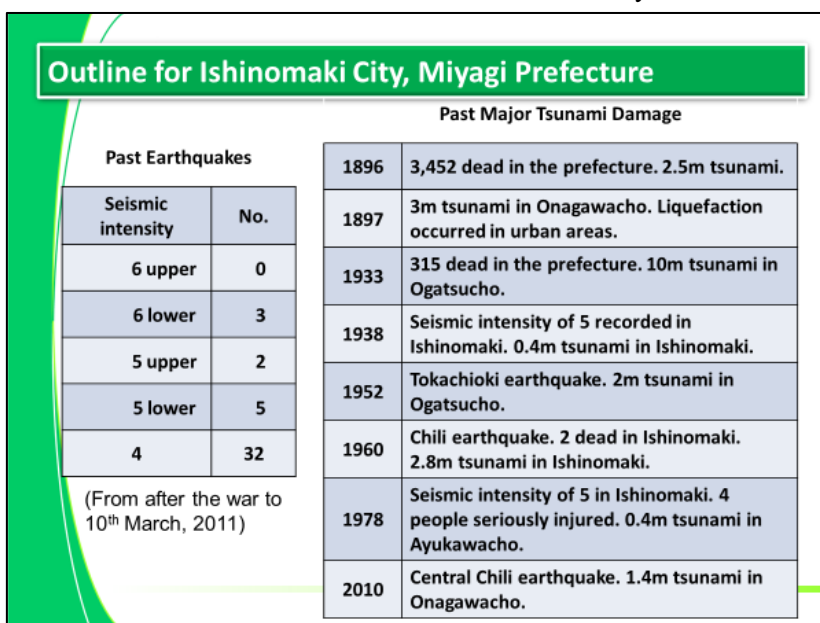 Outline for Ishinomaki City, Miyagi Prefecture
Past Earthquakes
Seismic intensity No.
6 upper 0
6 lower 3
5 upper 2
5 lower 5
4 32
(From after the war to
10th March, 2011)
Past Major Tsunami Damage
1896 3,452 dead in the prefecture. 2.5m tsunami.
1897 3m tsunami in Onagawacho. Liquefaction
occurred in urban areas.
1933 315 dead in the prefecture. 10m tsunami in
Ogatsucho.
1938 Seismic intensity of 5 recorded in
Ishinomaki. 0.4m tsunami in Ishinomaki.
1952 Tokachioki earthquake. 2m tsunami in
Ogatsucho.
1960 Chili earthquake. 2 dead in Ishinomaki.
2.8m tsunami in Ishinomaki.
1978 Seismic intensity of 5 in Ishinomaki. 4
people seriously injured. 0.4m tsunami in
Ayukawacho.
2010 Central Chili earthquake. 1.4m tsunami in
Onagawacho.